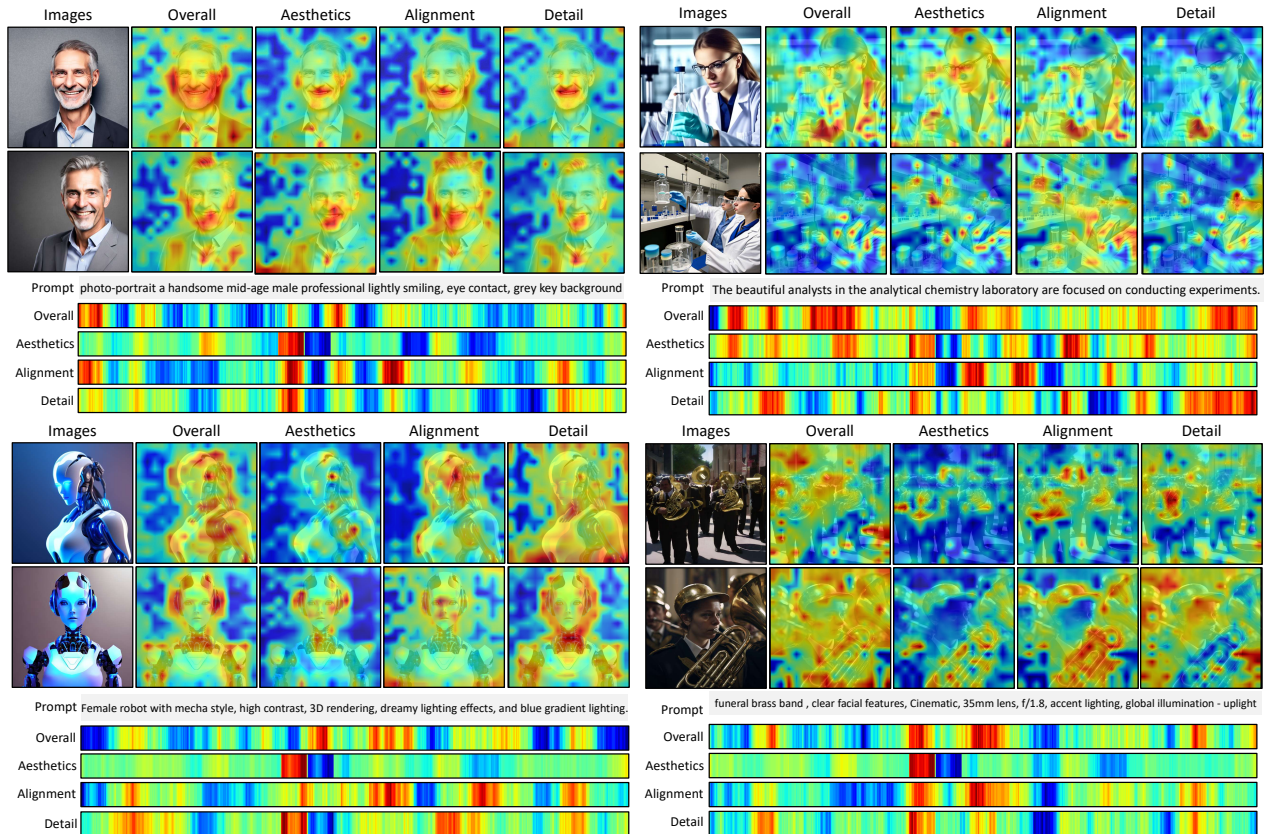 Images Overall Aesthetics Alignment Detail
Prompt photo-portrait a handsome mid-age male professional lightly smiling, eye contact, grey key background
Overall
Aesthetics
Alignment
Detail
Images Overall Aesthetics Alignment Detail
Prompt The beautiful analysts in the analytical chemistry laboratory are focused on conducting experiments.
Overall
Aesthetics
Alignment
Detail
Images Overall Aesthetics Alignment Detail
Prompt Female robot with mecha style, high contrast, 3D rendering, dreamy lighting effects, and blue gradient lighting.
Overall
Aesthetics
Alignment
Detail
Images Overall Aesthetics Alignment Detail
Prompt funeral brass band , clear facial features, Cinematic, 35mm lens, f/1.8, accent lighting, global illumination - uplight
Overall
Aesthetics
Alignment
Detail